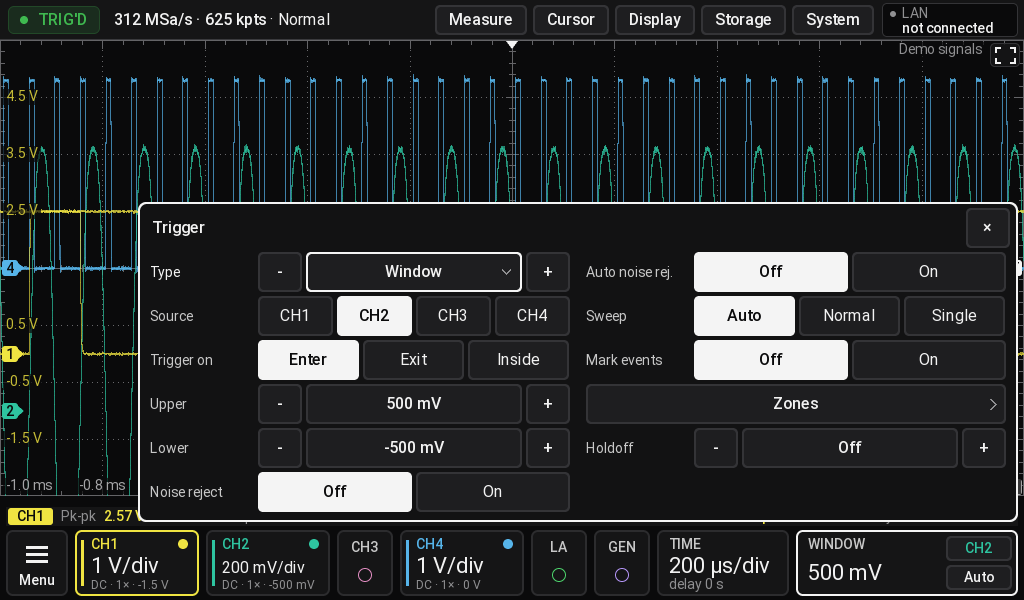 TRIG'D 312 MSa/s · 625 kpts · Normal Measure Cursor Display Storage System LAN
not connected
Demo signals
4.5 V
3.5 V
2.5 V
4
0.5 V
1
-0.5 V
2
-1.5 V
-1.0 ms -0.8 ms
Trigger ×
Type - Window + Auto noise rej. Off On
Source CH1 CH2 CH3 CH4 Sweep Auto Normal Single
Trigger on Enter Exit Inside Mark events Off On
Upper - 500 mV + Zones
Lower - -500 mV + Holdoff - Off +
Noise reject Off On
CH1 Pk-pk 2.57 V
Menu
CH1
1 V/div
DC · 1× · -1.5 V
CH2
200 mV/div
DC · 1× · -500 mV
CH3
CH4
1 V/div
DC · 1× · 0 V
LA
GEN
TIME
200 µs/div
delay 0 s
WINDOW CH2
500 mV Auto